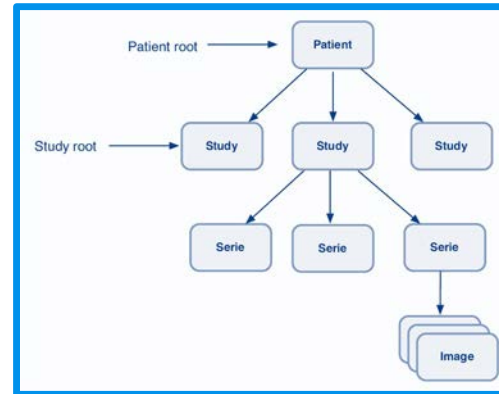 Patient root
Patient
Study root
Study
Study
Study
Serie
Serie
Serie
Image